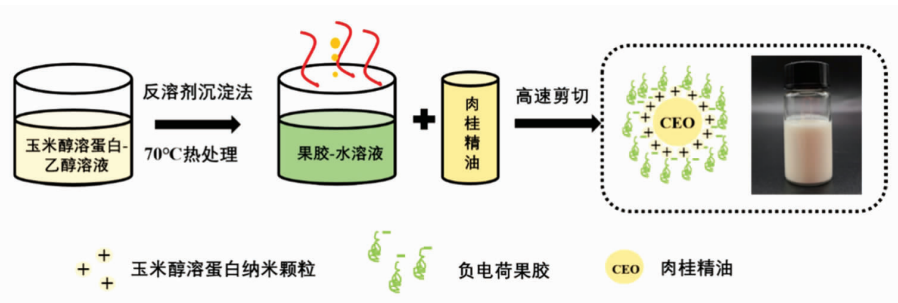 玉米醇溶蛋白-
乙醇溶液
反溶剂沉淀法
70℃热处理
果胶-水溶液
肉桂精油
高速剪切
CEO
玉米醇溶蛋白纳米颗粒
负电荷果胶
CEO
肉桂精油